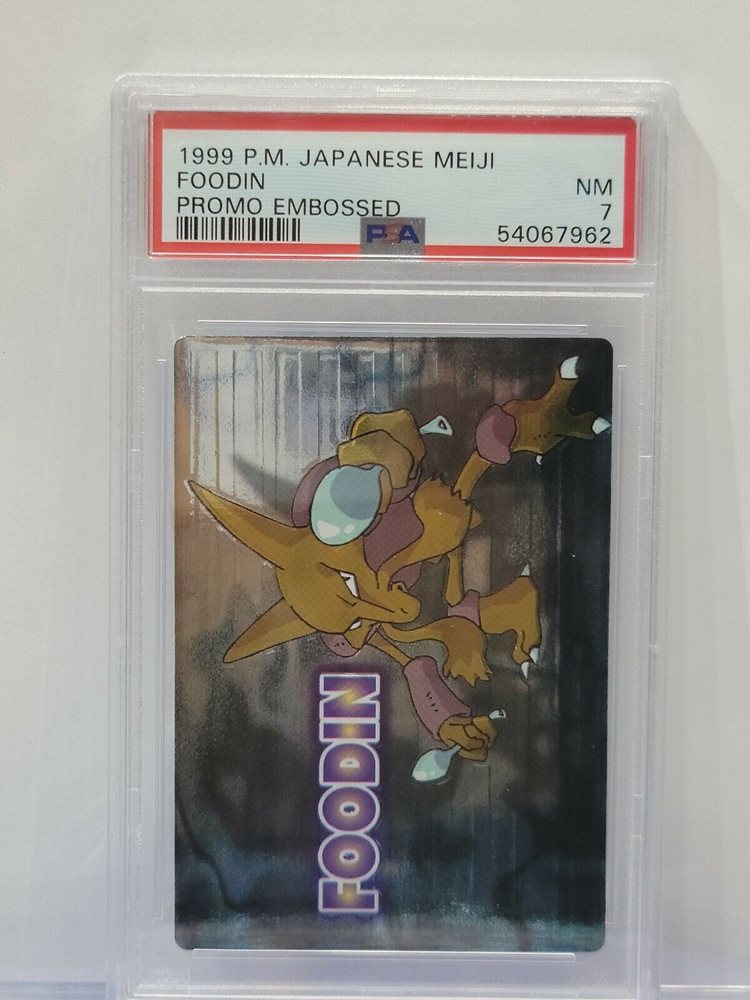 1999 P.M. JAPANESE MEIJI
FOODIN NM
PROMO EMBOSSED 7
PSA 54067962
FOODIN